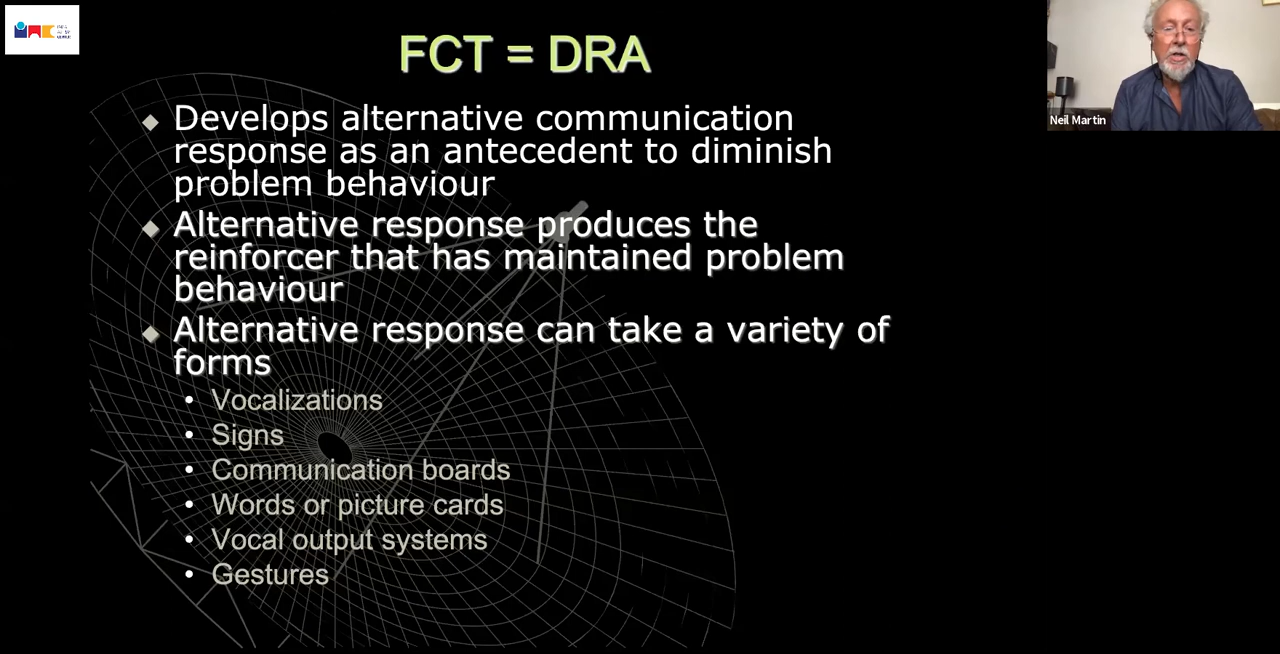 FCT = DRA
Develops alternative communication
response as an antecedent to diminish
problem behaviour
Alternative response produces the
reinforcer that has maintained problem
behaviour
Alternative response can take a variety of
forms
Vocalizations
Signs
Communication boards
Words or picture cards
Vocal output systems
Gestures
Neil Martin